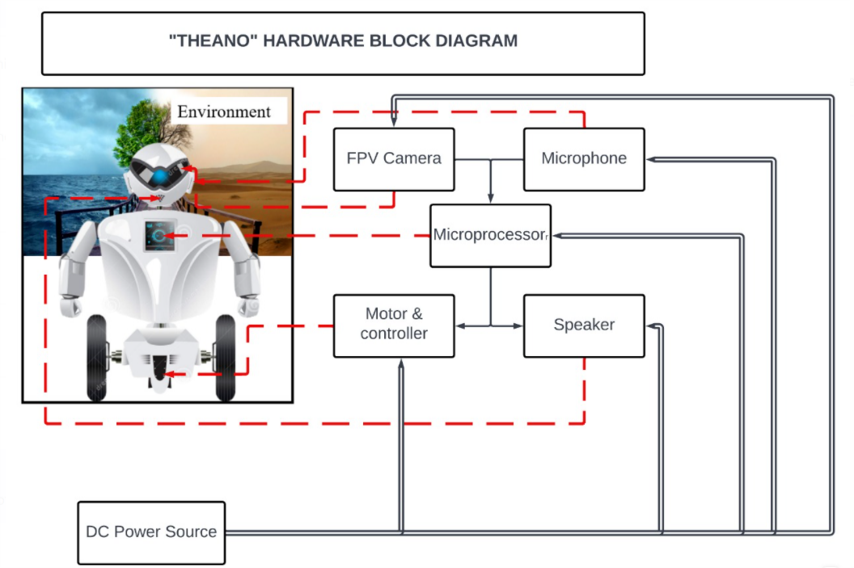 "THEANO" HARDWARE BLOCK DIAGRAM
Environment
FPV Camera
Microphone
Microprocessor
Motor &
controller
Speaker
DC Power Source